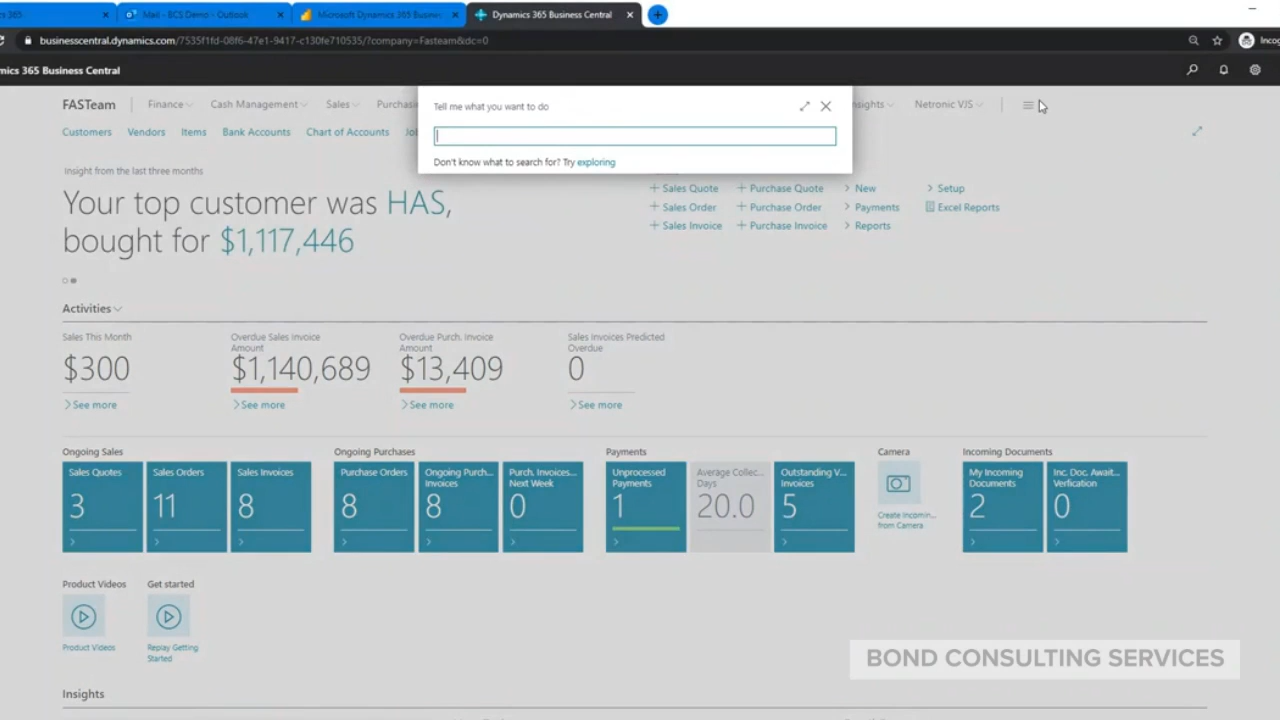 s 365
Mail - BCS Demo - Outlook
Microsoft Dynamics 365 Busine
Dynamics 365 Business Central
businesscentral.dynamics.com/7535f1fd-08f6-47e1-9417-c130fe710535/?company=Fasteam&dc=0
Incog
mics 365 Business Central
FASTeam
Finance
Cash Management
Sales
Purchasi
nsights
Netronic VJS
Customers
Vendors
Items
Bank Accounts
Chart of Accounts
Jo
Tell me what you want to do
Don't know what to search for? Try exploring
Insight from the last three months
Your top customer was HAS,
bought for $1,117,446
+ Sales Quote
+ Purchase Quote
> New
> Setup
+ Sales Order
+ Purchase Order
> Payments
Excel Reports
+ Sales Invoice
+ Purchase Invoice
> Reports
Activities
Sales This Month
$300
> See more
Overdue Sales Invoice
Amount
$1,140,689
> See more
Overdue Purch. Invoice
Amount
$13,409
> See more
Sales Invoices Predicted
Overdue
0
> See more
Ongoing Sales
Sales Quotes
3
Sales Orders
11
Sales Invoices
8
Ongoing Purchases
Purchase Orders
8
Ongoing Purch...
Invoices
8
Purch. Invoices...
Next Week
0
Payments
Unprocessed
Payments
1
Average Collec...
Days
20.0
Outstanding V...
Invoices
5
Camera
Create Incomin...
from Camera
Incoming Documents
My Incoming
Documents
2
Inc. Doc. Await...
Verfication
0
Product Videos
Product Videos
Get started
Replay Getting
Started
BOND CONSULTING SERVICES
Insights